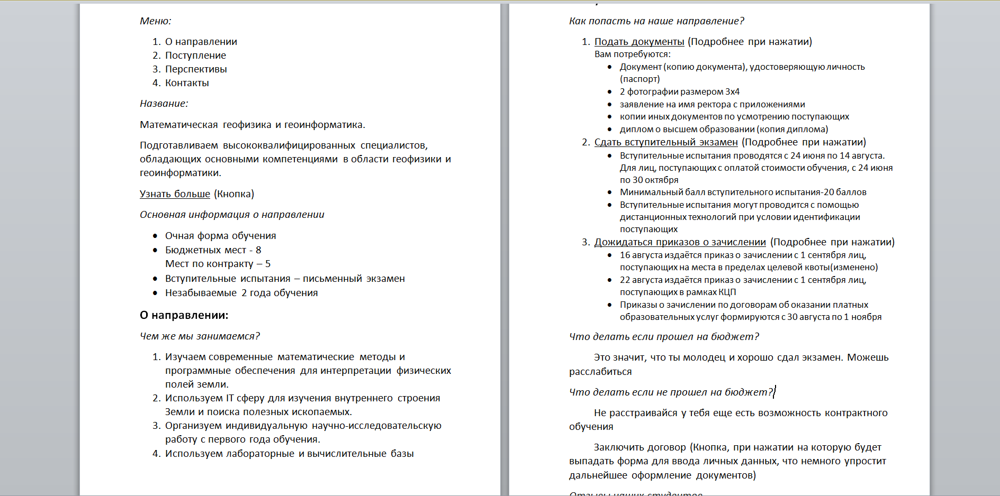 Меню:
1. О направлении
2. Поступление
3. Перспективы
4. Контакты
Название:
Математическая геофизика и геоинформатика.
Подготавливаем высококвалифицированных специалистов,
обладающих основными компетенциями в области геофизики и
геоинформатики.
Узнать больше (Кнопка)
Основная информация о направлении
• Очная форма обучения
• Бюджетных мест - 8
Мест по контракту – 5
• Вступительные испытания – письменный экзамен
• Незабываемые 2 года обучения
О направлении:
Чем же мы занимаемся?
1. Изучаем современные математические методы и
программные обеспечения для интерпретации физических
полей земли.
2. Используем IT сферу для изучения внутреннего строения
Земли и поиска полезных ископаемых.
3. Организуем индивидуальную научно-исследовательскую
работу с первого года обучения.
4. Используем лабораторные и вычислительные базы
Как попасть на наше направление?
1. Подать документы (Подробнее при нажатии)
Вам потребуются:
• Документ (копию документа), удостоверяющую личность
(паспорт)
• 2 фотографии размером 3х4
• заявление на имя ректора с приложениями
• копии иных документов по усмотрению поступающих
• диплом о высшем образовании (копия диплома)
2. Сдать вступительный экзамен (Подробнее при нажатии)
• Вступительные испытания проводятся с 24 июня по 14 августа.
Для лиц, поступающих с оплатой стоимости обучения, с 24 июня
по 30 октября
• Минимальный балл вступительного испытания-20 баллов
• Вступительные испытания могут проводится с помощью
дистанционных технологий при условии идентификации
поступающих
3. Дожидаться приказов о зачислении (Подробнее при нажатии)
• 16 августа издаётся приказ о зачислении с 1 сентября лиц,
поступающих на места в пределах целевой квоты(изменено)
• 22 августа издаётся приказ о зачислении с 1 сентября лиц,
поступающих в рамках КЦП
• Приказы о зачислении по договорам об оказании платных
образовательных услуг формируются с 30 августа по 1 ноября
Что делать если прошел на бюджет?
Это значит, что ты молодец и хорошо сдал экзамен. Можешь
расслабиться
Что делать если не прошел на бюджет?
Не расстраивайся у тебя еще есть возможность контрактного
обучения
Заключить договор (Кнопка, при нажатии на которую будет
выпадать форма для ввода личных данных, что немного упростит
дальнейшее оформление документов)
Отзывы наших студентов